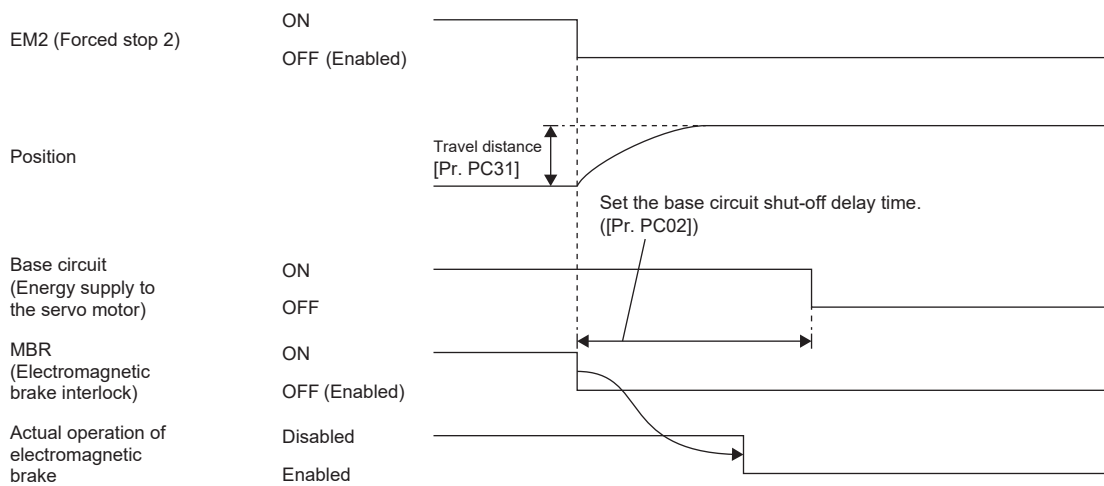 EM2 (Forced stop 2)
ON
OFF (Enabled)
Position
Travel distance
[Pr. PC31]
Set the base circuit shut-off delay time.
([Pr. PC02])
Base circuit
(Energy supply to
the servo motor)
ON
OFF
MBR
(Electromagnetic
brake interlock)
ON
OFF (Enabled)
Actual operation of
electromagnetic
brake
Disabled
Enabled